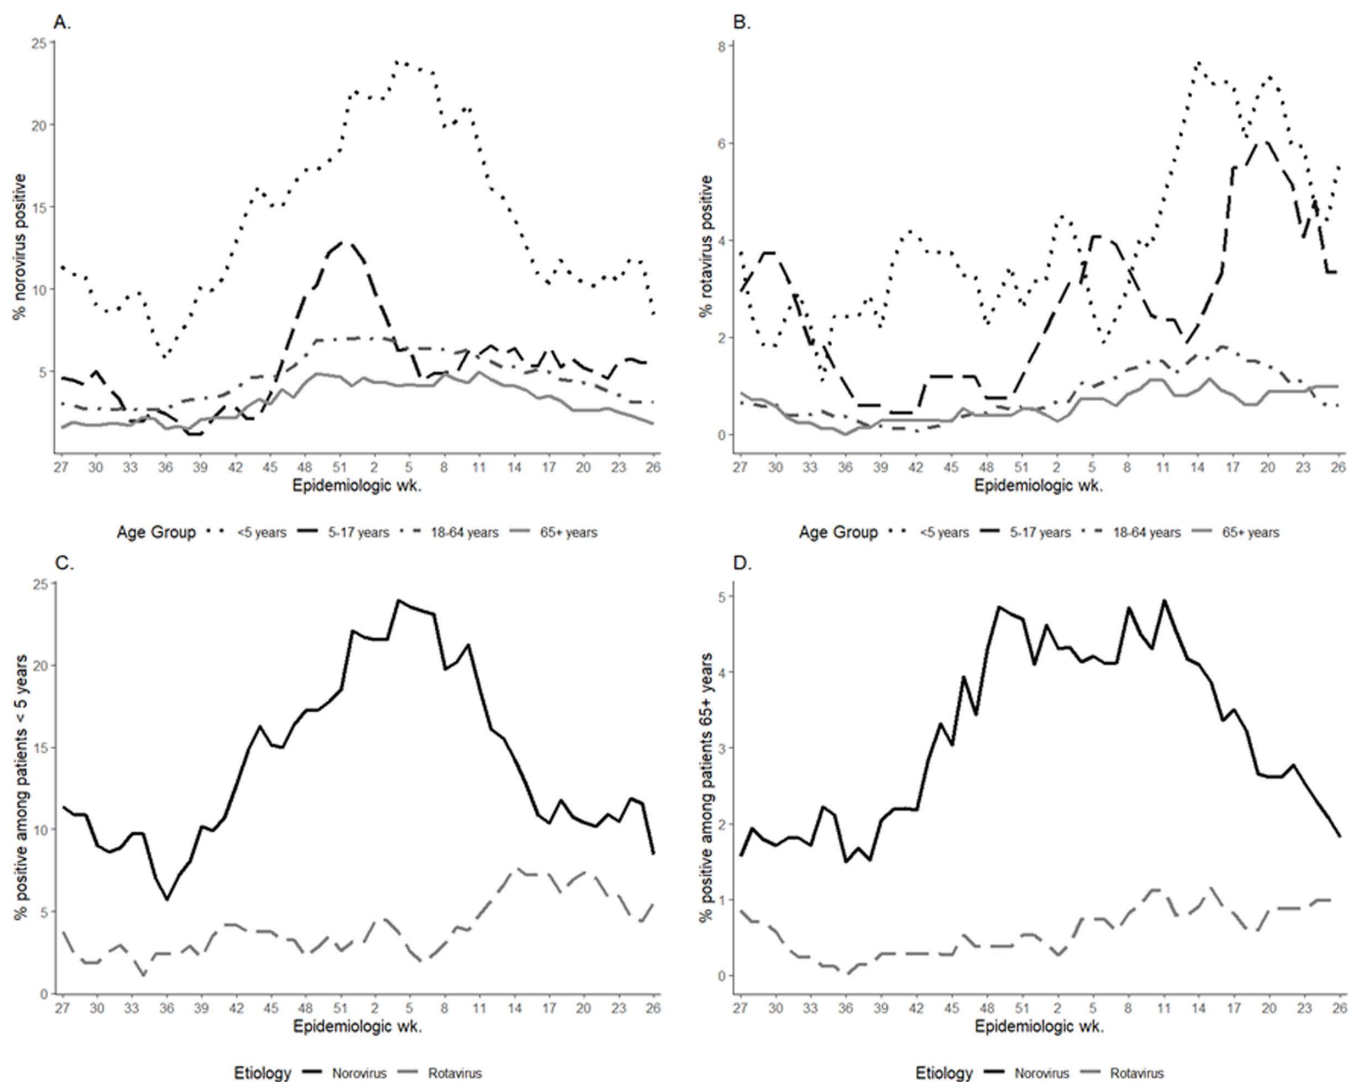 A.
% norovirus positive
25
20
15
10
5
27 30 33 36 39 42 45 48 51 2 5 8 11 14 17 20 23 26
Epidemiologic wk.
Age Group <5 years 5-17 years 18-64 years 65+ years
B.
% rotavirus positive
8
6
4
2
0
27 30 33 36 39 42 45 48 51 2 5 8 11 14 17 20 23 26
Epidemiologic wk.
Age Group <5 years 5-17 years 18-64 years 65+ years
C.
% positive among patients < 5 years
25
20
15
10
5
0
27 30 33 36 39 42 45 48 51 2 5 8 11 14 17 20 23 26
Epidemiologic wk.
Etiology Norovirus Rotavirus
D.
% positive among patients 65+ years
5
4
3
2
1
0
27 30 33 36 39 42 45 48 51 2 5 8 11 14 17 20 23 26
Epidemiologic wk.
Etiology Norovirus Rotavirus